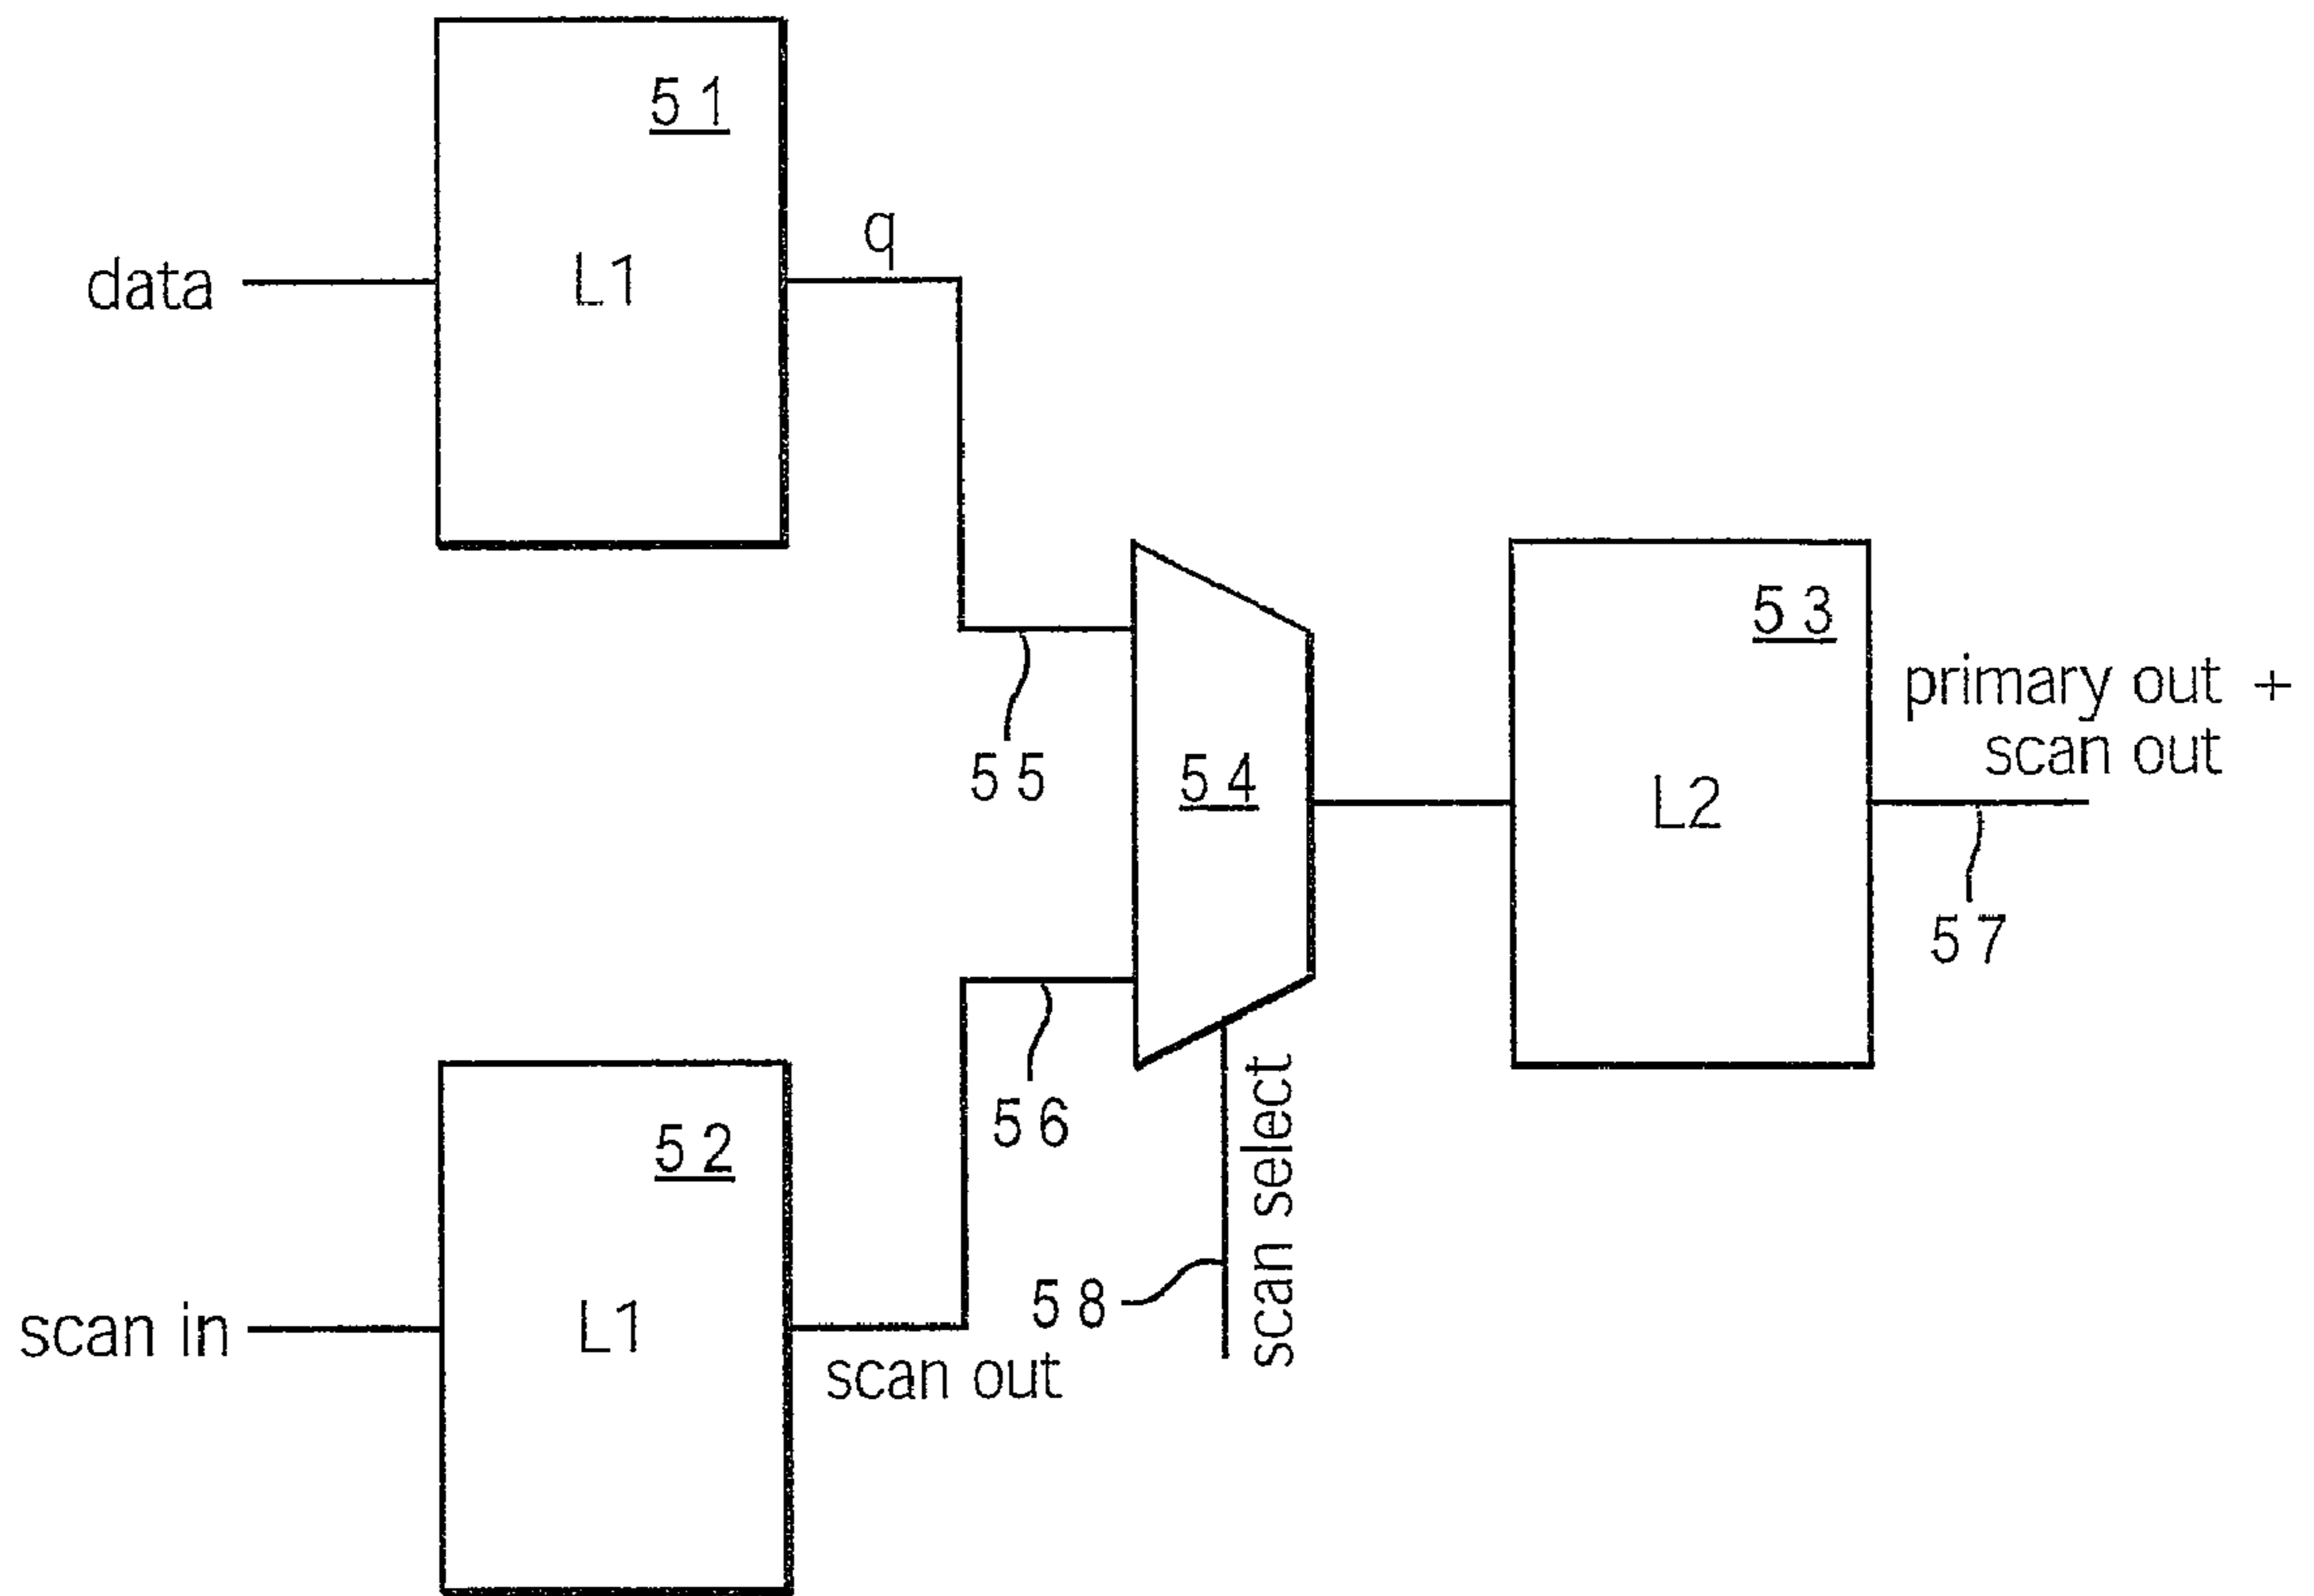 51
data
L1
q
53
primary out +
scan out
55
54
L2
57
56
52
scan select
58
scan in
L1
scan out